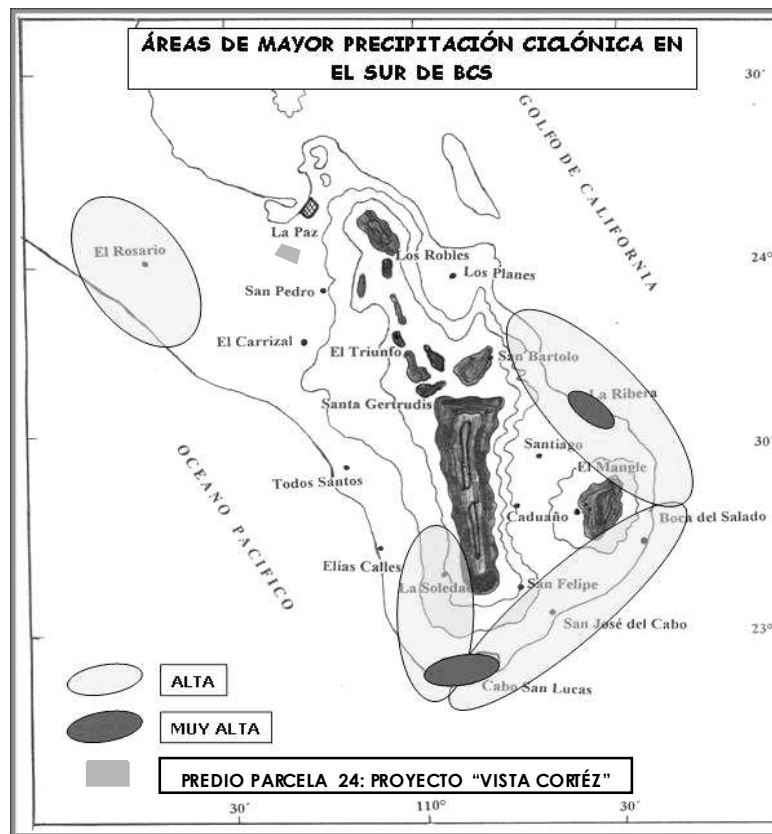 ÁREAS DE MAYOR PRECIPITACIÓN CICLÓNICA EN
EL SUR DE BCS
30'
GOLFO DE CALIFORNIA
La Paz
El Rosario
Los Robles
24°
Los Planes
San Pedro
El Carrizal
El Triunfo
San Bartolo
La Ribera
Santa Gertrudis
30'
Santiago
OCEANO PACIFICO
El Mangle
Todos Santos
Caduaño
Boca del Salado
Elías Calles
La Soledad
San Felipe
San José del Cabo
23°
Cabo San Lucas
ALTA
MUY ALTA
PREDIO PARCELA 24: PROYECTO “VISTA CORTÉZ”
30'
110°
30'